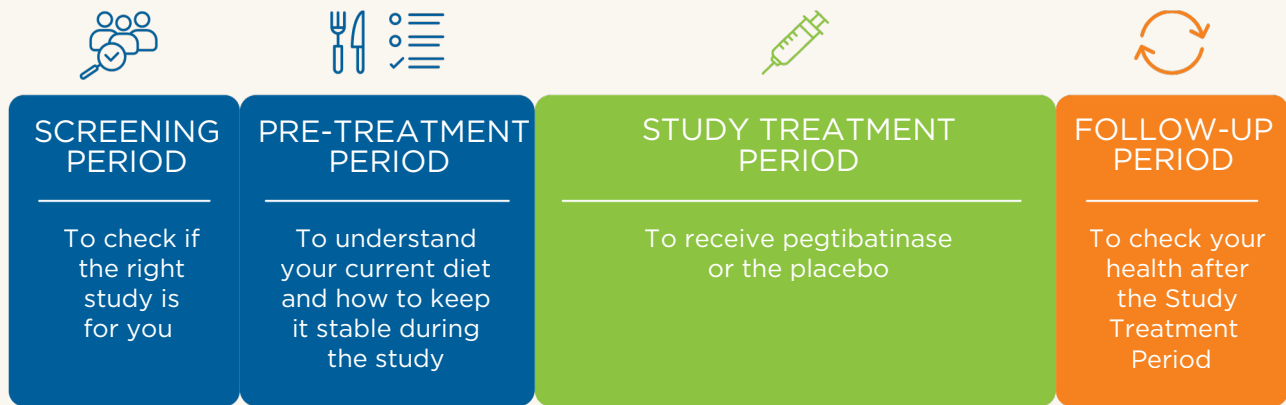 SCREENING
PERIOD
To check if
the right
study is
for you
PRE-TREATMENT
PERIOD
To understand
your current diet
and how to keep
it stable during
the study
STUDY TREATMENT
PERIOD
To receive pegtibatinase
or the placebo
FOLLOW-UP
PERIOD
To check your
health after
the Study
Treatment
Period